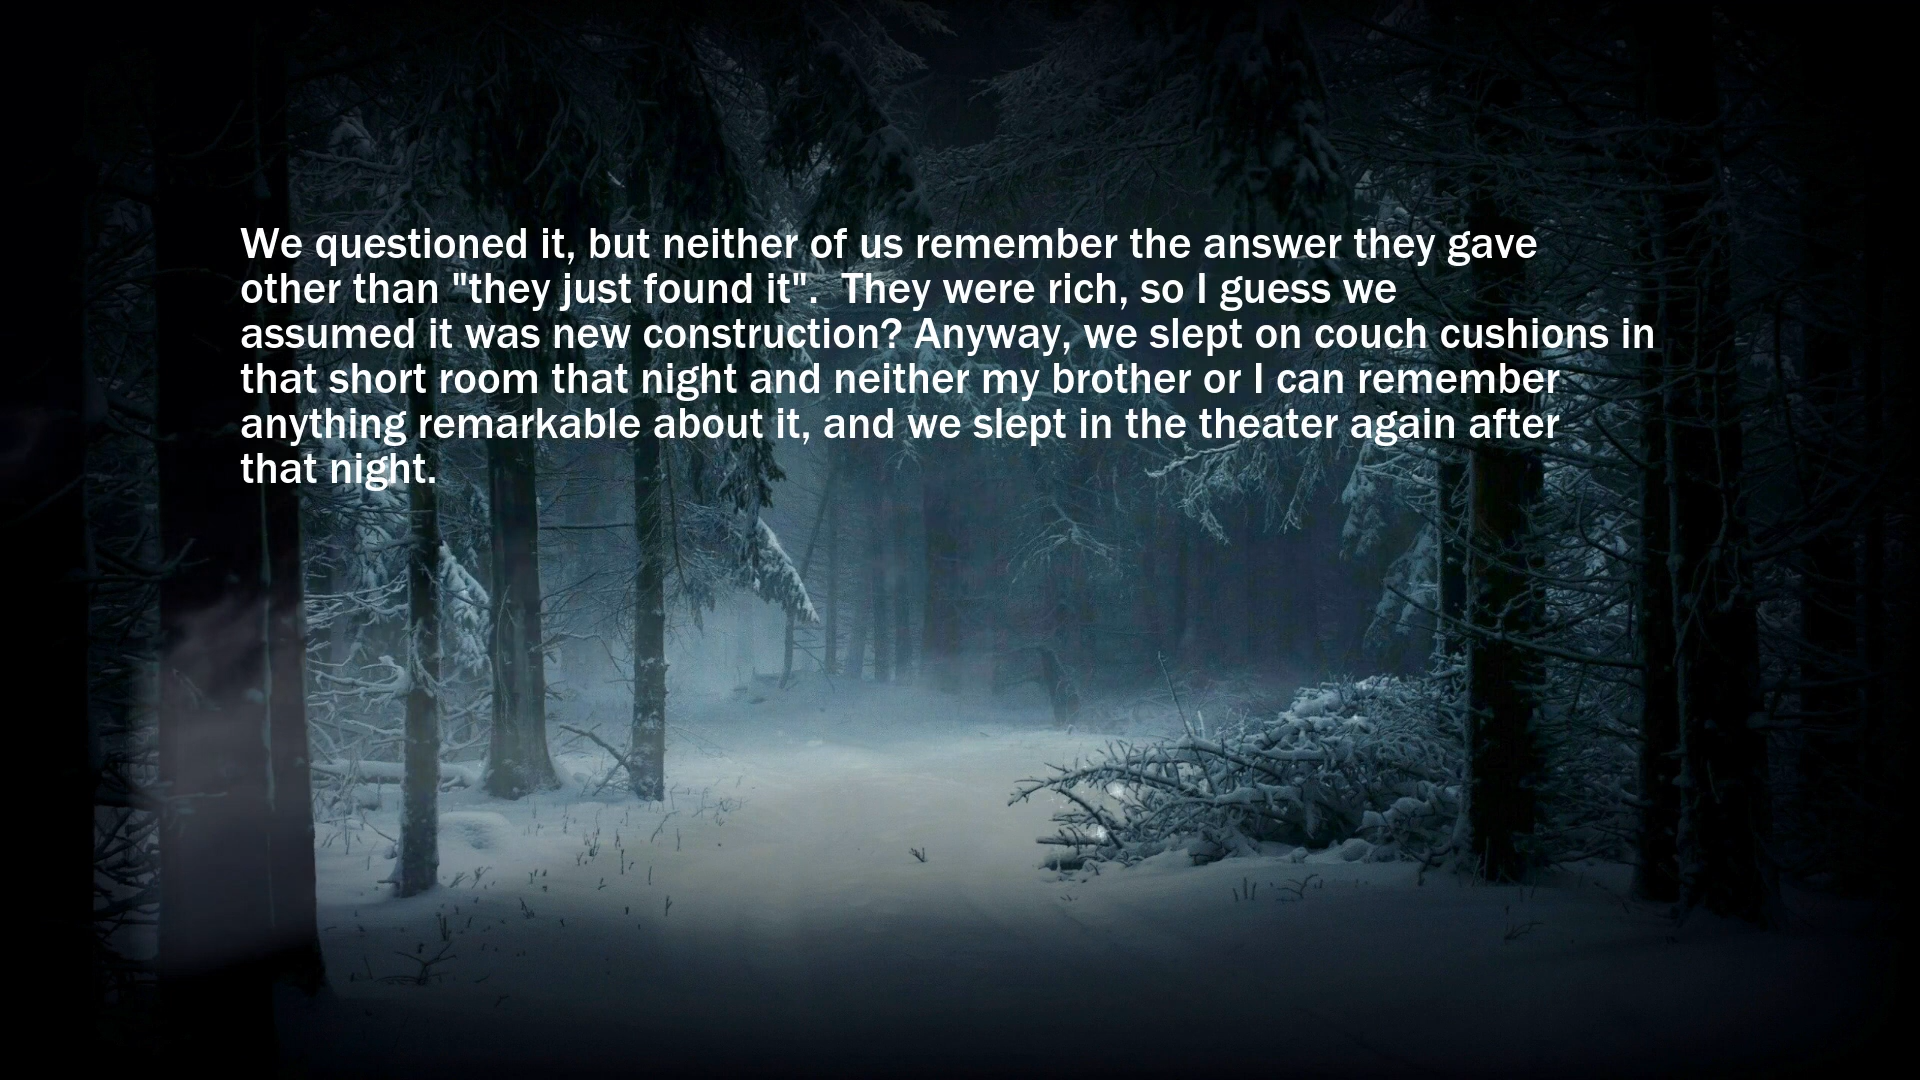 We questioned it, but neither of us remember the answer they gave
other than "they just found it".  They were rich, so I guess we
assumed it was new construction? Anyway, we slept on couch cushions in
that short room that night and neither my brother or I can remember
anything remarkable about it, and we slept in the theater again after
that night.